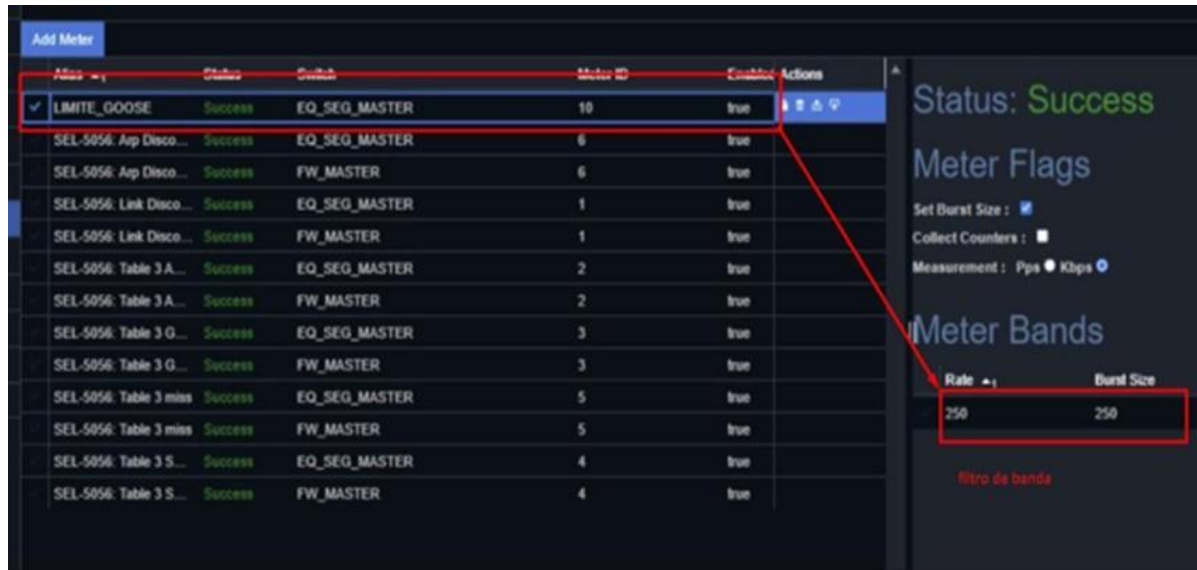 Add Meter
Alias Status Switch Meter ID Enabled Actions
LIMITE_GOOSE Success EQ_SEG_MASTER 10 true
SEL-5056: Arp Disco... Success EQ_SEG_MASTER 6 true
SEL-5056: Arp Disco... Success FW_MASTER 6 true
SEL-5056: Link Disco... Success EQ_SEG_MASTER 1 true
SEL-5056: Link Disco... Success FW_MASTER 1 true
SEL-5056: Table 3 A... Success EQ_SEG_MASTER 2 true
SEL-5056: Table 3 A... Success FW_MASTER 2 true
SEL-5056: Table 3 G... Success EQ_SEG_MASTER 3 true
SEL-5056: Table 3 G... Success FW_MASTER 3 true
SEL-5056: Table 3 miss Success EQ_SEG_MASTER 5 true
SEL-5056: Table 3 miss Success FW_MASTER 5 true
SEL-5056: Table 3 S... Success EQ_SEG_MASTER 4 true
SEL-5056: Table 3 S... Success FW_MASTER 4 true
Status: Success
Meter Flags
Set Burst Size :
Collect Counters :
Measurement : Pps Kbps
Meter Bands
Rate 1 Burst Size
250 250
filtro de banda